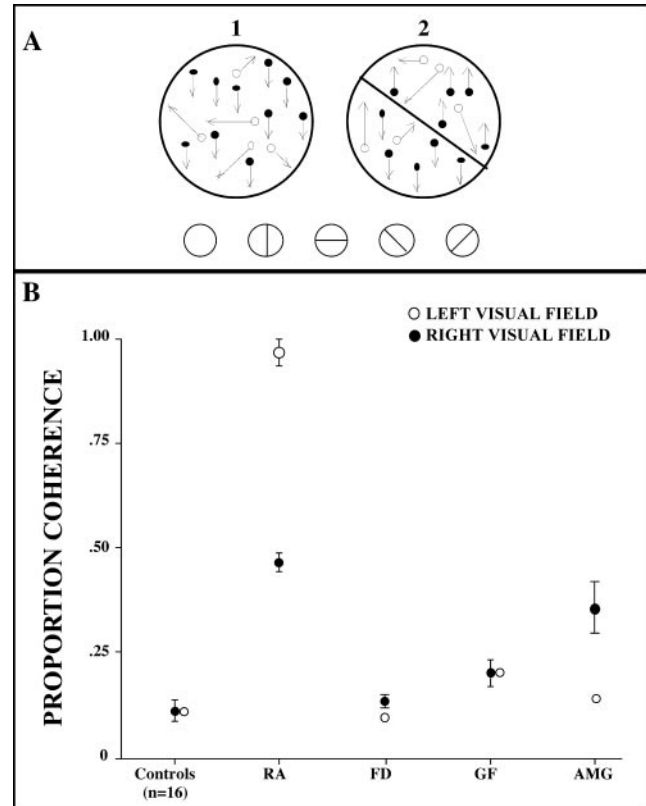 A
1 2
B
LEFT VISUAL FIELD
RIGHT VISUAL FIELD
PROPORTION COHERENCE
1.00
.75
.50
.25
0
Controls RA FD GF AMG
(n=16)